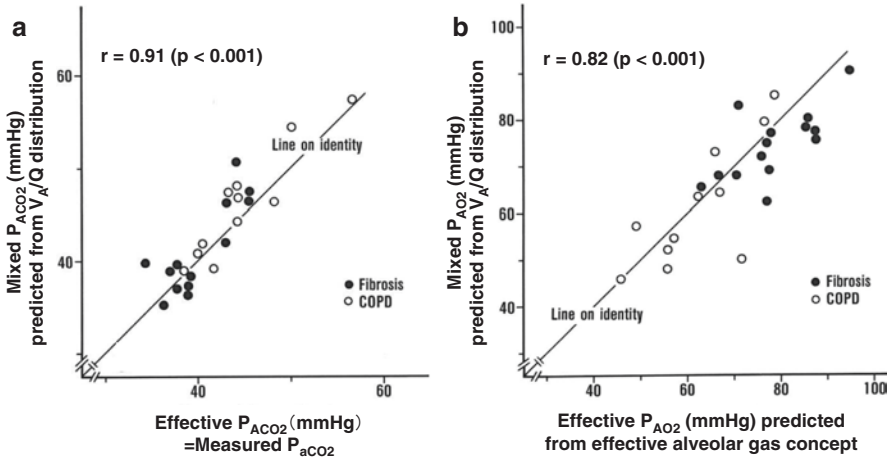 a
r = 0.91 (p < 0.001)
Mixed PACO2 (mmHg)
predicted from VA/Q distribution
60
40
Line on identity
Fibrosis
COPD
40
60
Effective PACO2 (mmHg)
=Measured PaCO2
b
r = 0.82 (p < 0.001)
Mixed PAO2 (mmHg)
predicted from VA/Q distribution
100
80
60
40
Line on identity
Fibrosis
COPD
40
60
80
100
Effective PAO2 (mmHg) predicted
from effective alveolar gas concept